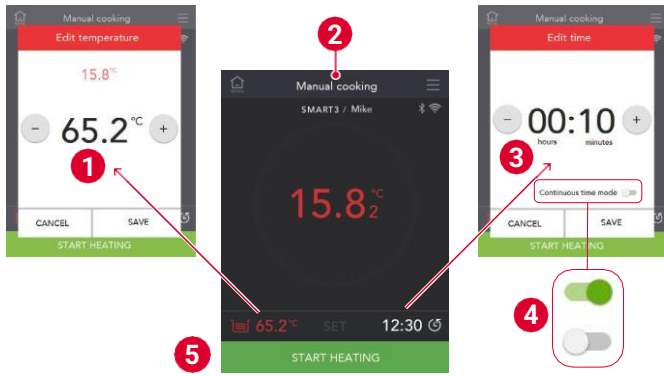 Manual cooking
Edit temperature
15.8°C
- 65.2°C +
1
CANCEL SAVE
START HEATING
2
Manual cooking
SMART3 / Mike
15.82°C
65.2°C SET 12:30
START HEATING
5
Manual cooking
Edit time
- 00:10 +
hours minutes
3
Continuous time mode
CANCEL SAVE
START HEATING
4